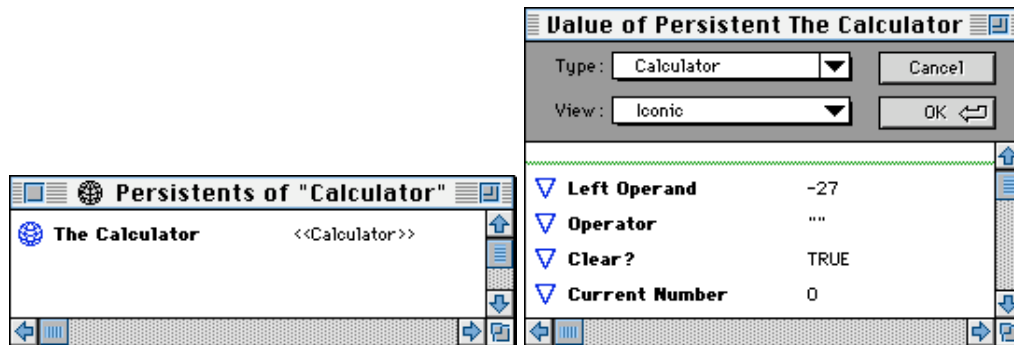 Persistents of "Calculator"
The Calculator <<Calculator>>
Value of Persistent The Calculator
Type: Calculator Cancel
View: Iconic OK
Left Operand -27
Operator ""
Clear? TRUE
Current Number 0